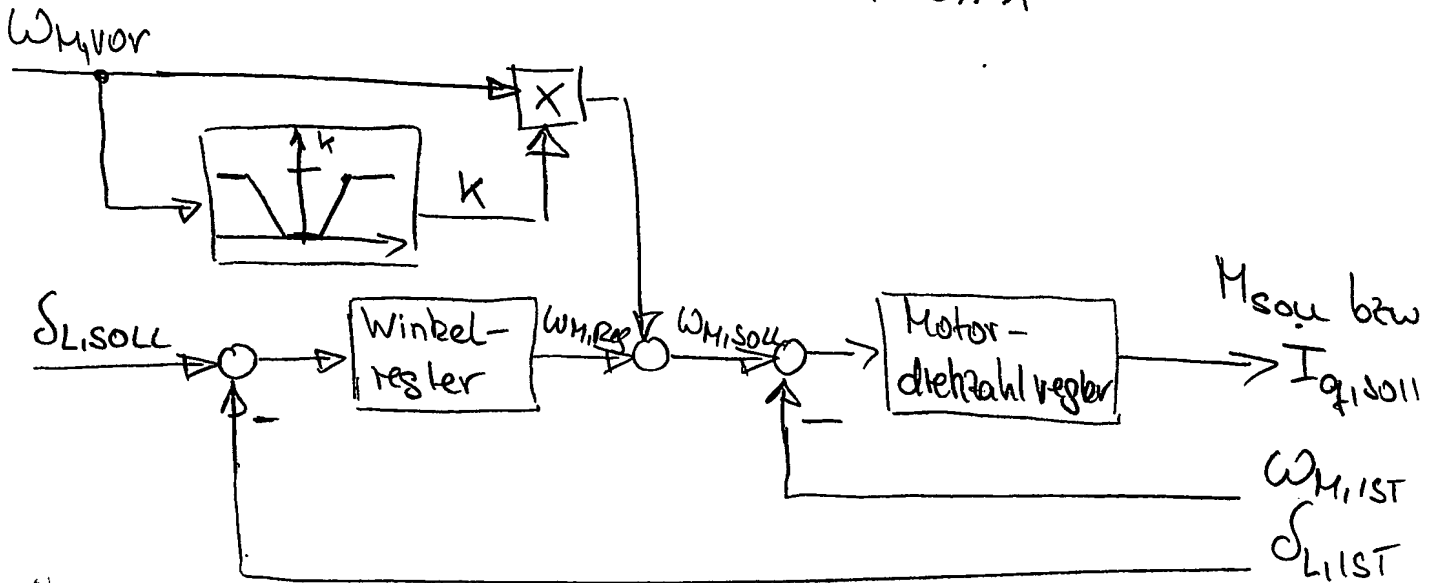 ω_M,vor
X
k
K
δ_L,SOLL
Winkel-
regler
ω_M,Reg
ω_M,SOLL
Motor-
drehzahlregler
M_SOLL bzw
I_q,soll
-
-
ω_M,IST
δ_L,IST